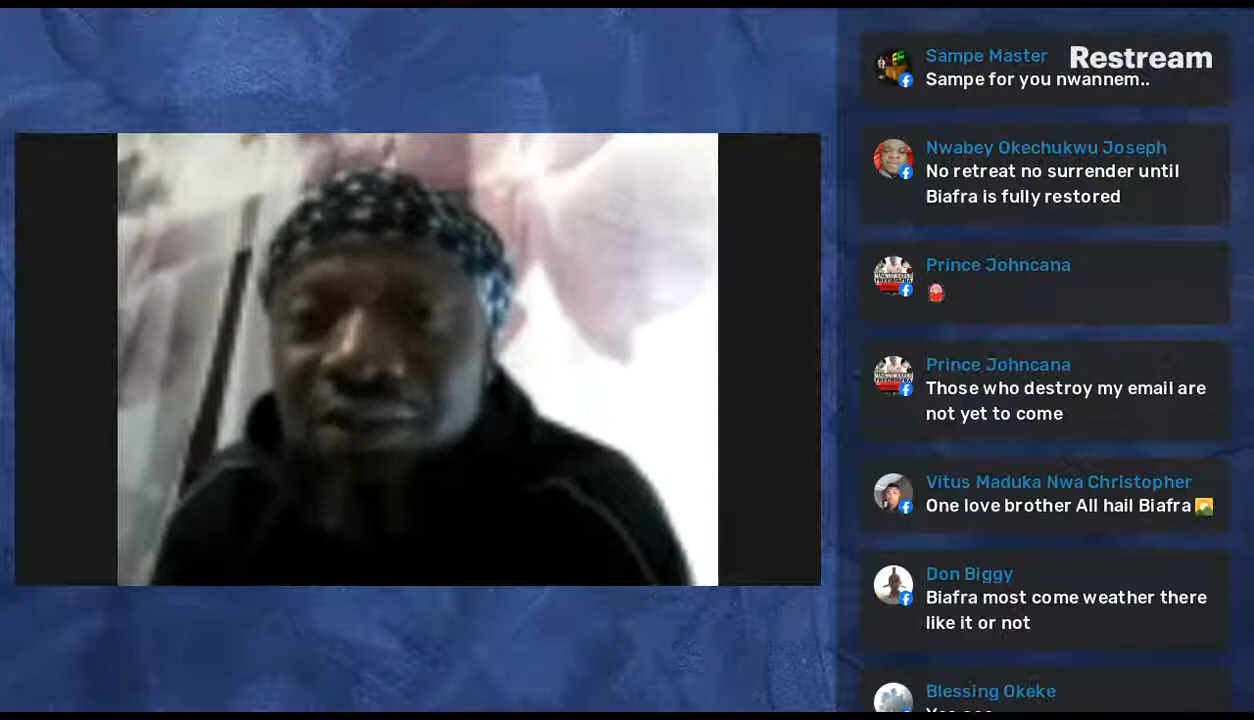 Restream
Sampe Master
Sampe for you nwannem..
Nwabey Okechukwu Joseph
No retreat no surrender until
Biafra is fully restored
Prince Johncana
Prince Johncana
Those who destroy my email are
not yet to come
Vitus Maduka Nwa Christopher
One love brother All hail Biafra
Don Biggy
Biafra most come weather there
like it or not
Blessing Okeke